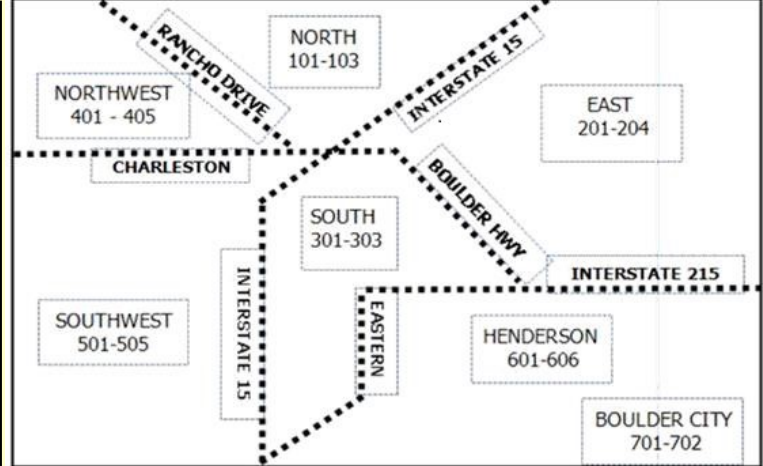 RANCHO DRIVE
NORTH
101-103
INTERSTATE 15
NORTHWEST
401 - 405
EAST
201-204
CHARLESTON
BOULDER HWY
SOUTH
301-303
INTERSTATE 215
INTERSTATE 15
EASTERN
SOUTHWEST
501-505
HENDERSON
601-606
BOULDER CITY
701-702